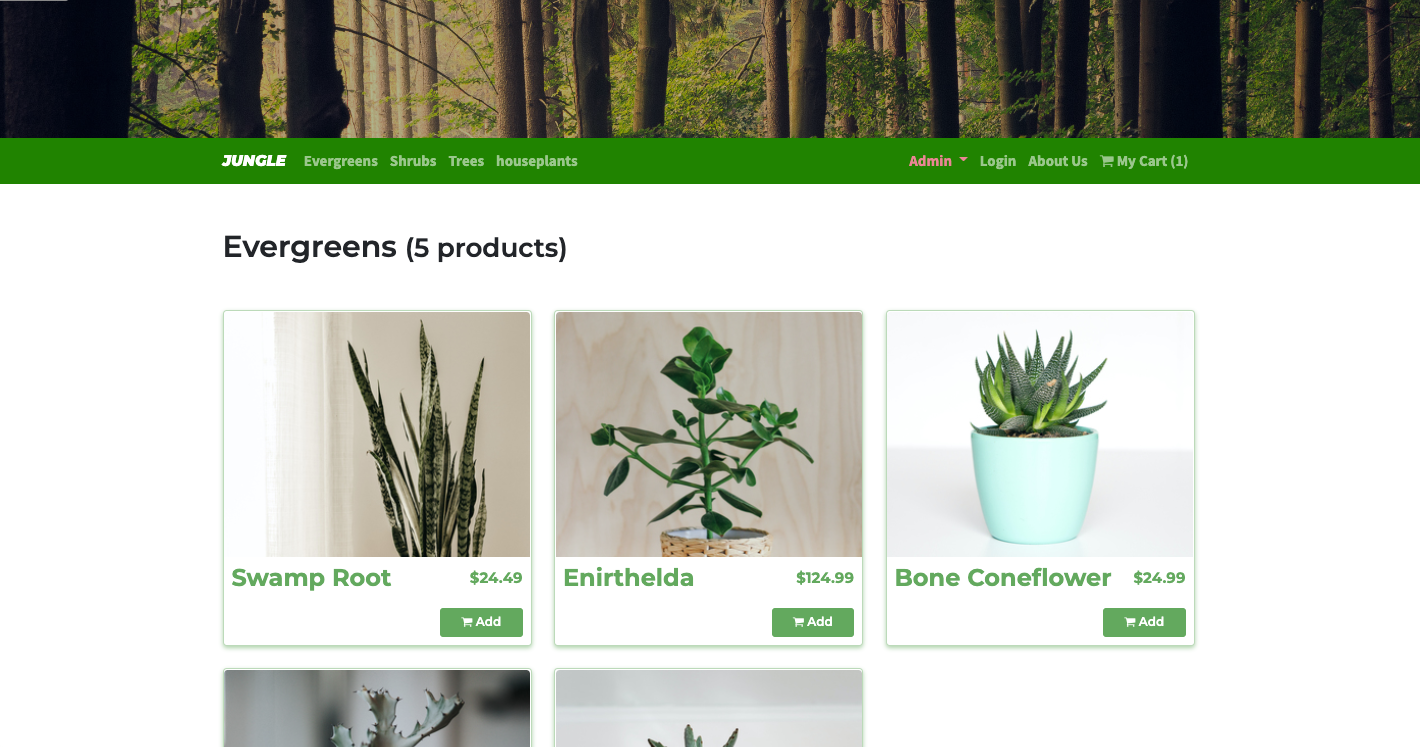 JUNGLE Evergreens Shrubs Trees houseplants Admin Login About Us My Cart (1)
Evergreens (5 products)
Swamp Root $24.49
Add
Enirthelda $124.99
Add
Bone Coneflower $24.99
Add